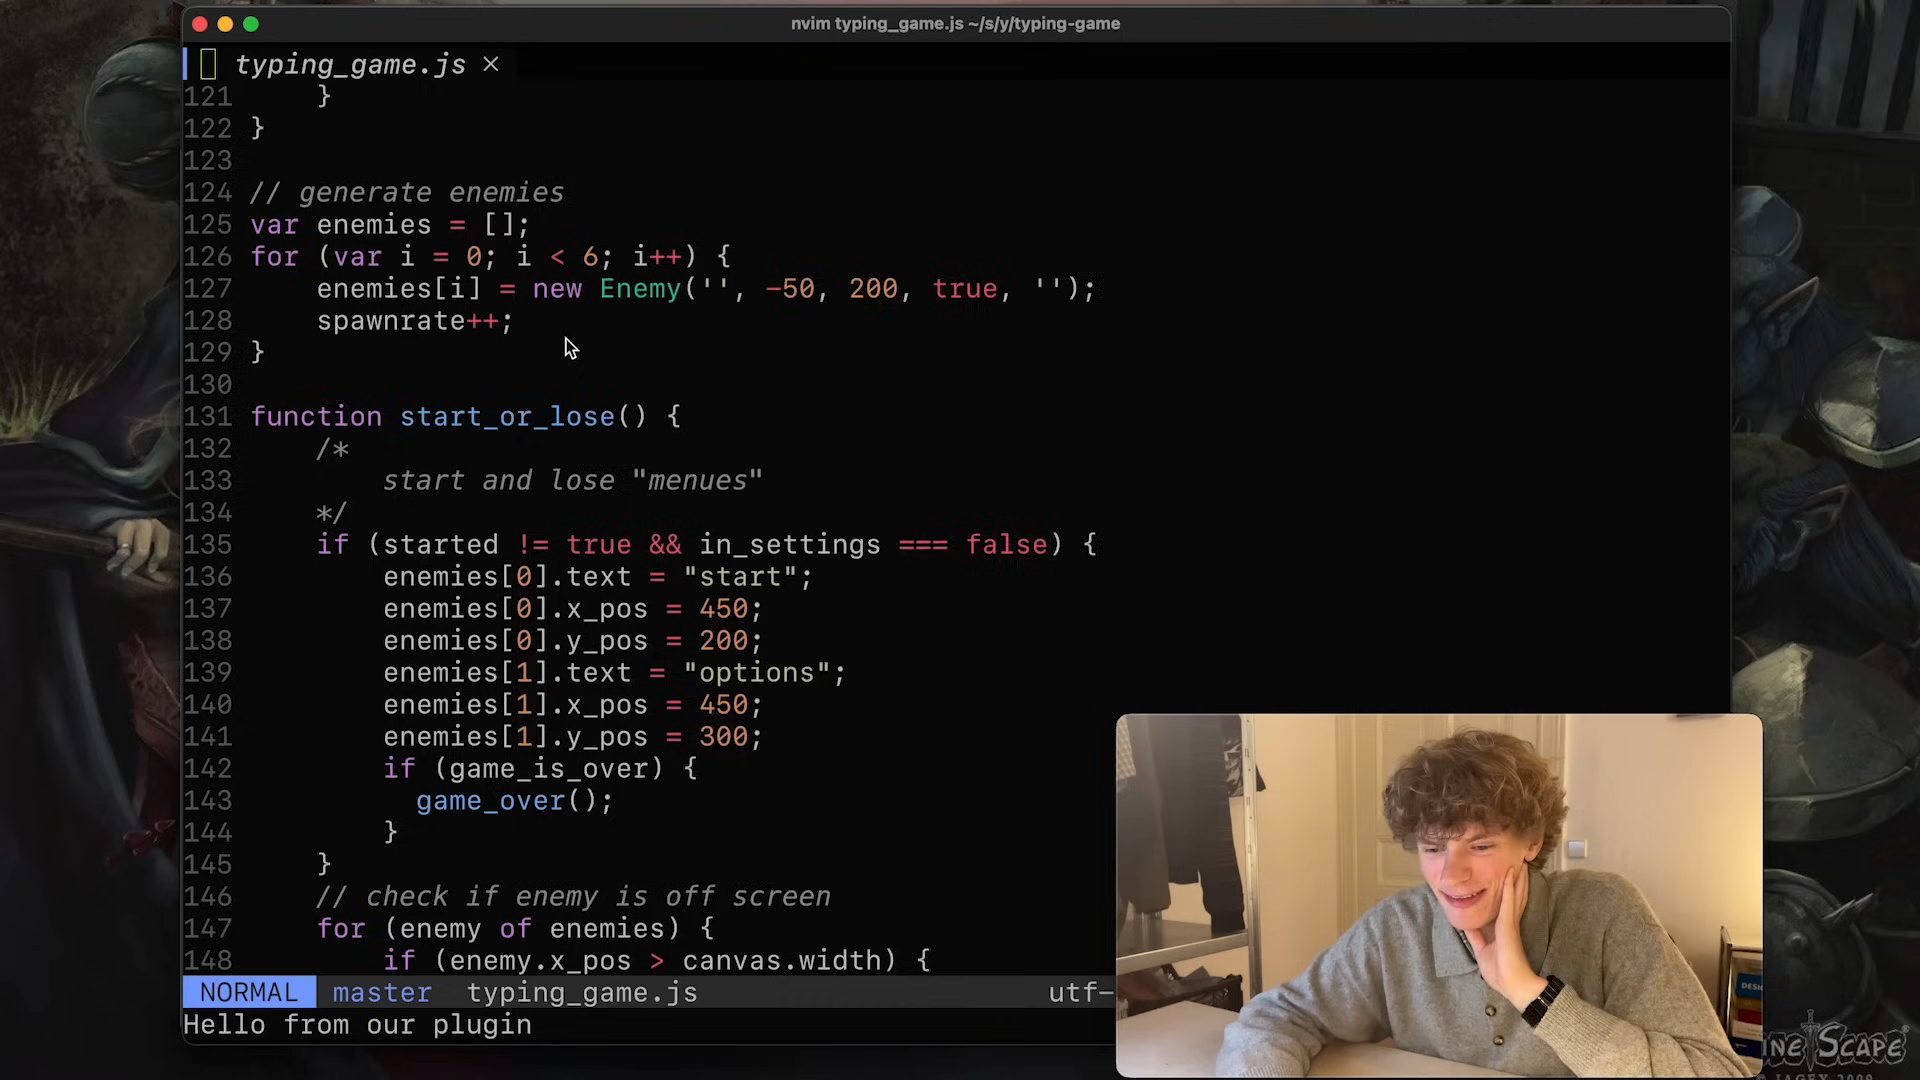 nvim typing_game.js ~/s/y/typing-game
typing_game.js ×
121 }
122 }
123
124 // generate enemies
125 var enemies = [];
126 for (var i = 0; i < 6; i++) {
127 enemies[i] = new Enemy('', -50, 200, true, '');
128 spawnrate++;
129 }
130
131 function start_or_lose() {
132 /*
133 start and lose "menues"
134 */
135 if (started != true && in_settings === false) {
136 enemies[0].text = "start";
137 enemies[0].x_pos = 450;
138 enemies[0].y_pos = 200;
139 enemies[1].text = "options";
140 enemies[1].x_pos = 450;
141 enemies[1].y_pos = 300;
142 if (game_is_over) {
143 game_over();
144 }
145 }
146 // check if enemy is off screen
147 for (enemy of enemies) {
148 if (enemy.x_pos > canvas.width) {
NORMAL master typing_game.js utf-
Hello from our plugin
DESIG
INE SCAPE
© JAGEX 2009